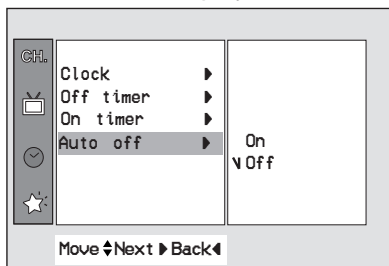 CH.
Clock ▶
Off timer ▶
On timer ▶
Auto off ▶
On
√ Off
Move ▲▼ Next ▶ Back ◀